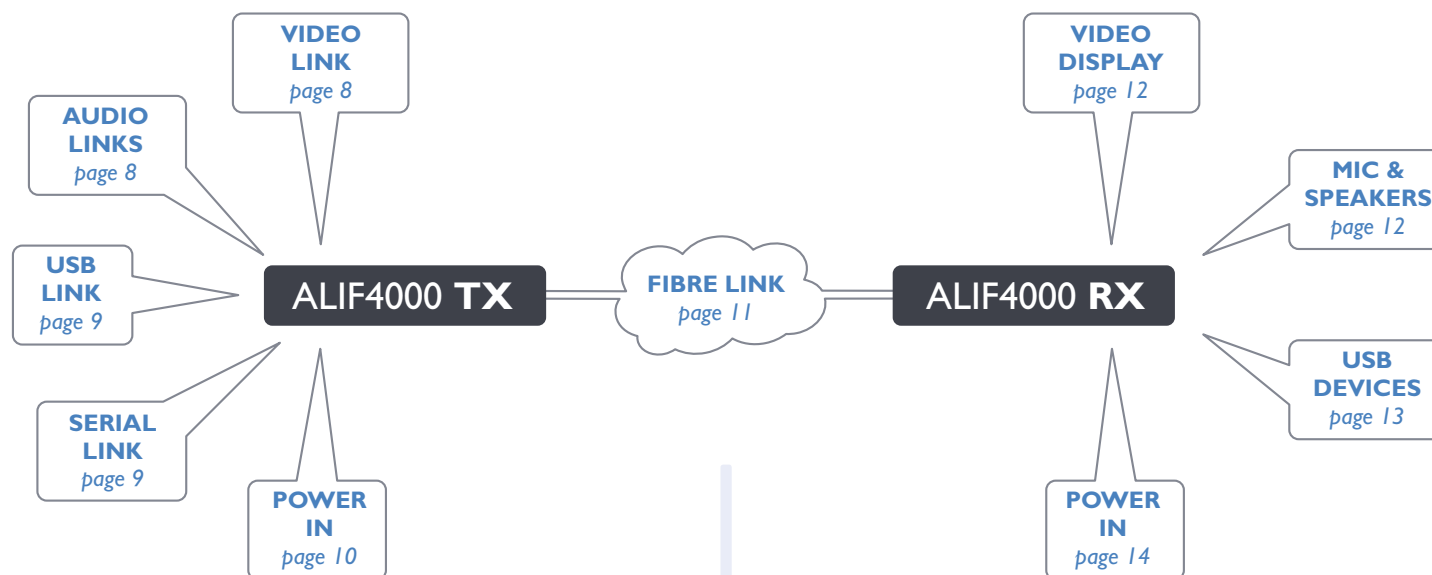 VIDEO
LINK
page 8
VIDEO
DISPLAY
page 12
AUDIO
LINKS
page 8
MIC &
SPEAKERS
page 12
USB
LINK
page 9
ALIF4000 TX
FIBRE LINK
page 11
ALIF4000 RX
USB
DEVICES
page 13
SERIAL
LINK
page 9
POWER
IN
page 10
POWER
IN
page 14